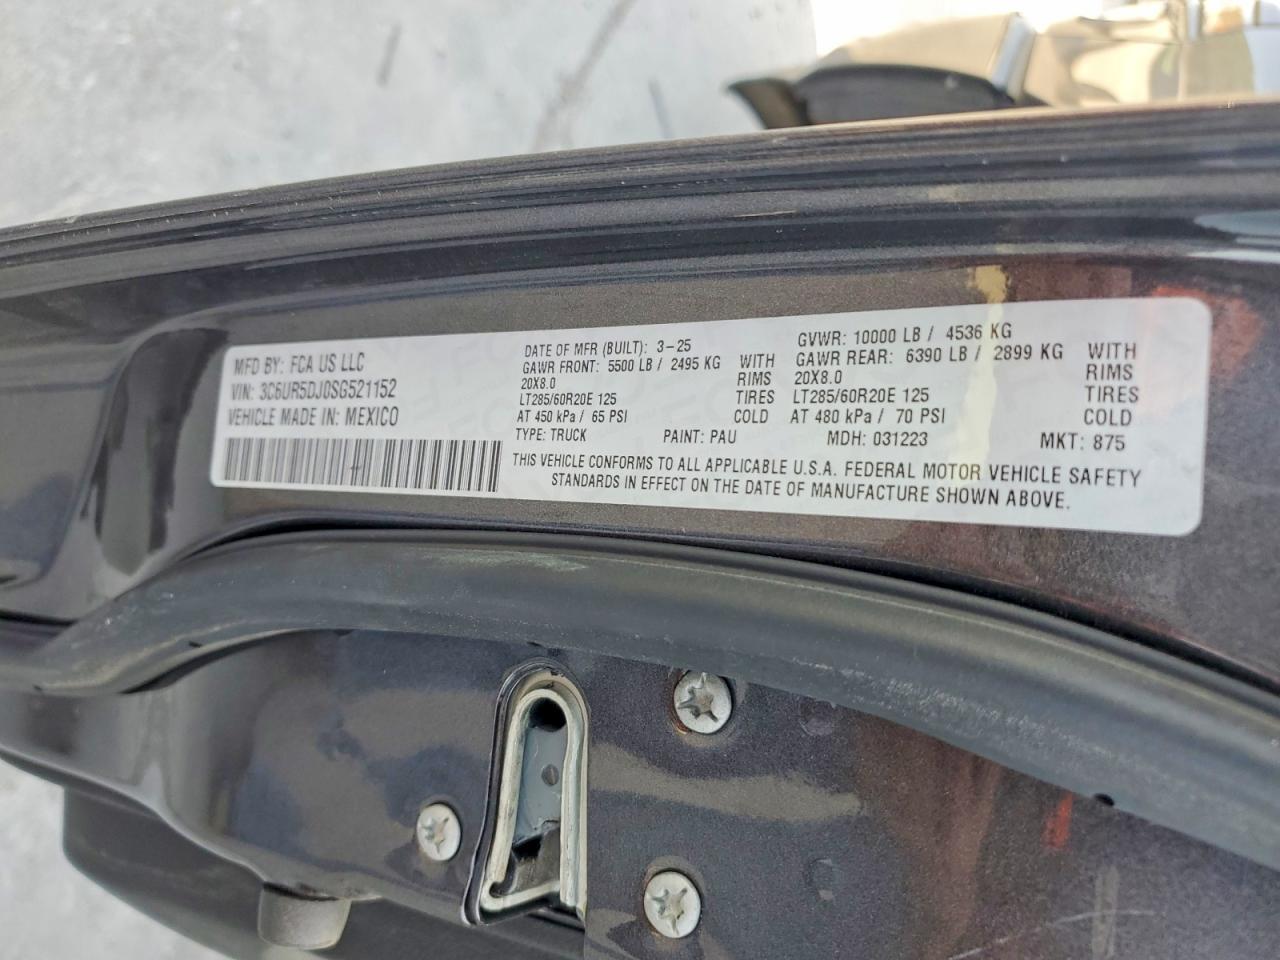 MFD BY: FCA US LLC
VIN: 3C6UR5DJ0SG521152
VEHICLE MADE IN: MEXICO
DATE OF MFR (BUILT): 3-25
GAWR FRONT: 5500 LB / 2495 KG WITH
20X8.0 RIMS
LT285/60R20E 125 TIRES
AT 450 kPa / 65 PSI COLD
GVWR: 10000 LB / 4536 KG
GAWR REAR: 6390 LB / 2899 KG WITH
20X8.0 RIMS
LT285/60R20E 125 TIRES
AT 480 kPa / 70 PSI COLD
TYPE: TRUCK PAINT: PAU MDH: 031223 MKT: 875
THIS VEHICLE CONFORMS TO ALL APPLICABLE U.S.A. FEDERAL MOTOR VEHICLE SAFETY
STANDARDS IN EFFECT ON THE DATE OF MANUFACTURE SHOWN ABOVE.